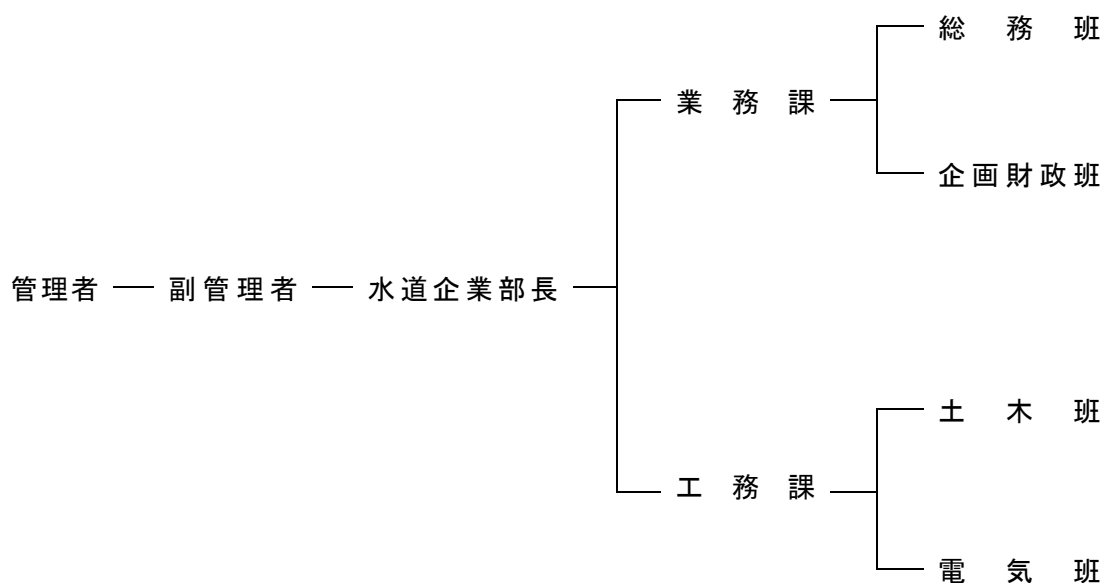 総務班
業務課
企画財政班
管理者 副管理者 水道企業部長
土木班
工務課
電気班